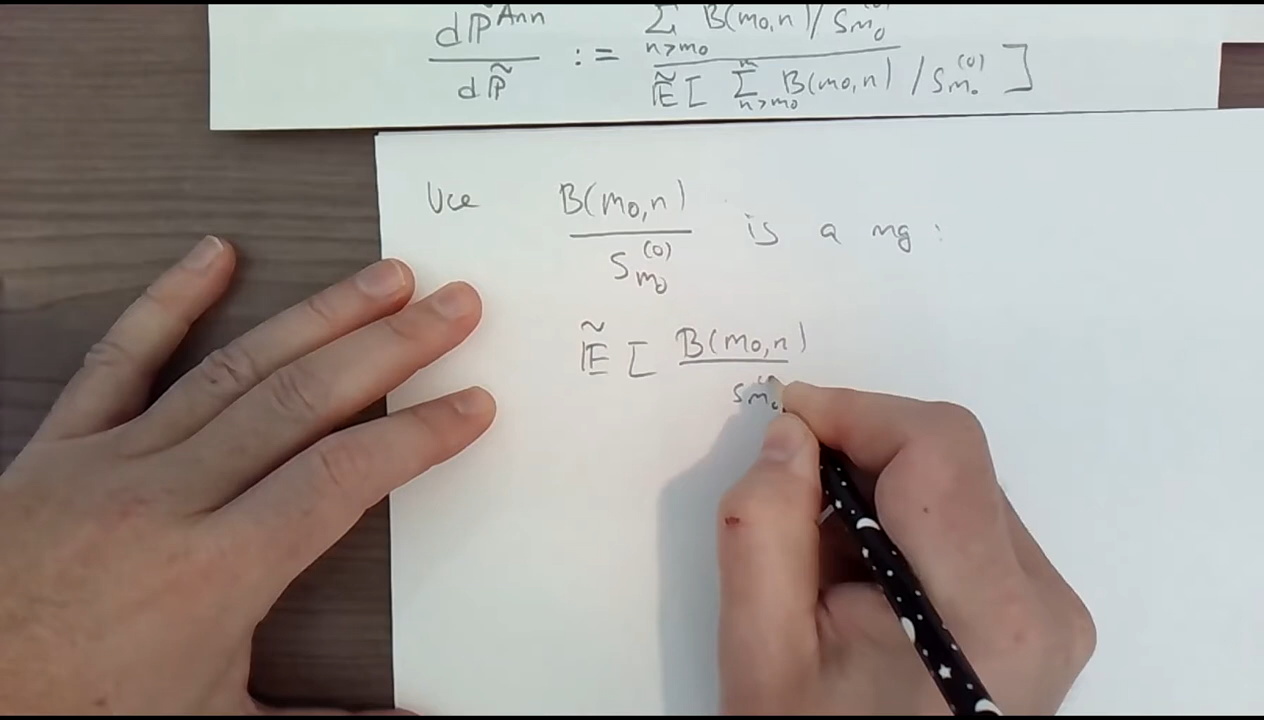 dP̃^Ann / dP̃ := Σ_{n>m₀} B(m₀,n) / S_{m₀}^{(0)} / Ẽ[ Σ_{n>m₀} B(m₀,n) / S_{m₀}^{(0)} ]
Use B(m₀,n) / S_{m₀}^{(0)} is a mg :
Ẽ [ B(m₀,n) / S_{m₀}